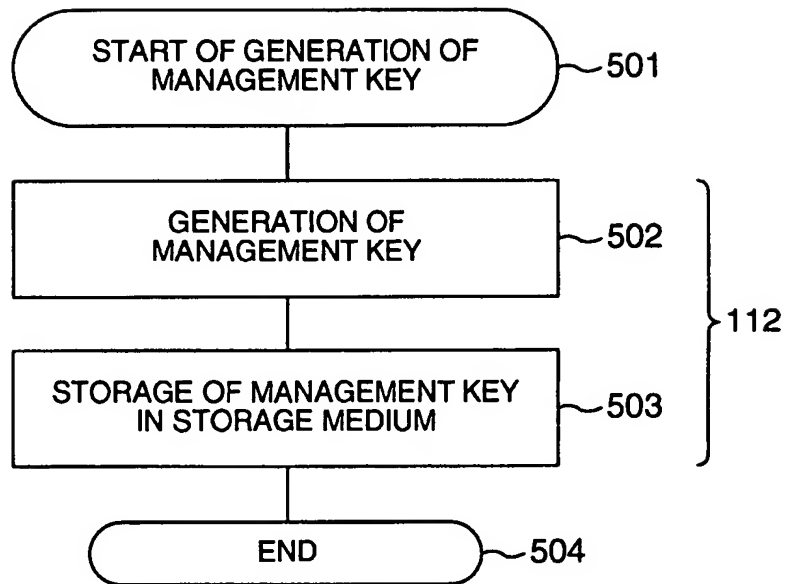 START OF GENERATION OF
MANAGEMENT KEY
501
GENERATION OF
MANAGEMENT KEY
502
112
STORAGE OF MANAGEMENT KEY
IN STORAGE MEDIUM
503
END
504